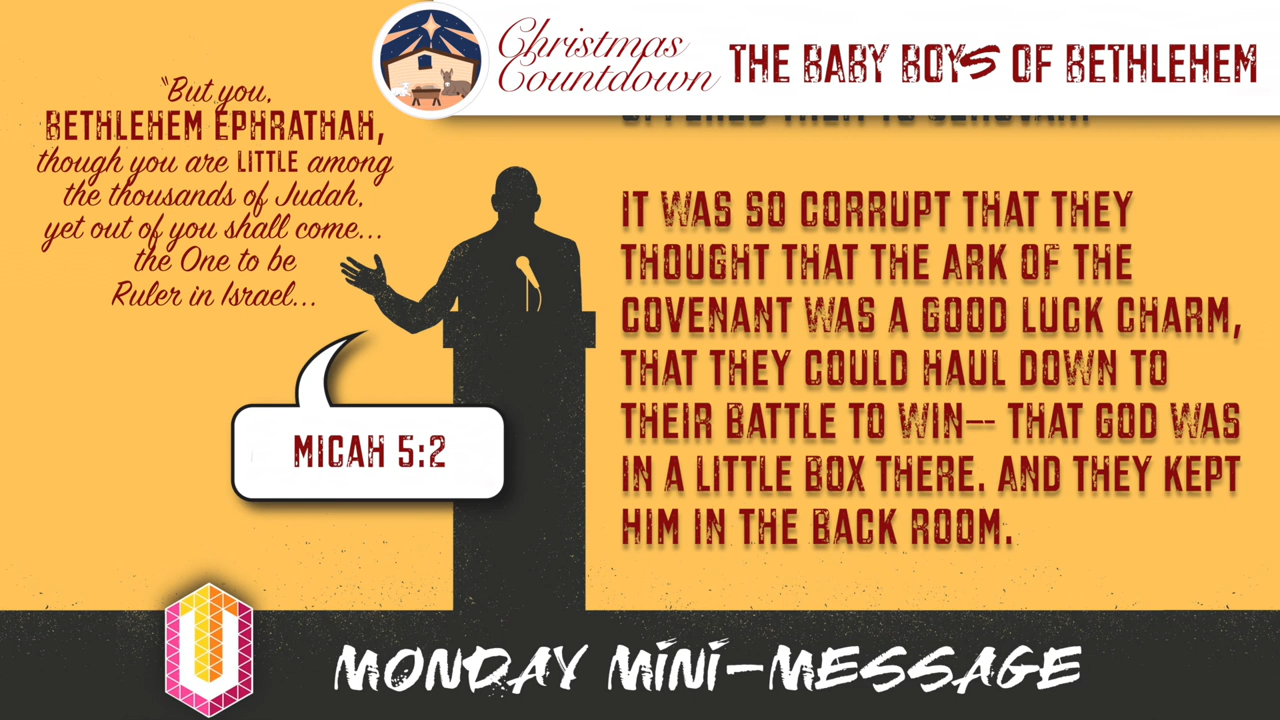 Christmas
Countdown
THE BABY BOYS OF BETHLEHEM
"But you,
BETHLEHEM EPHRATHAH,
though you are LITTLE among
the thousands of Judah,
yet out of you shall come...
the One to be
Ruler in Israel...
MICAH 5:2
OFFERED THEM TO JEHOVAH!
IT WAS SO CORRUPT THAT THEY
THOUGHT THAT THE ARK OF THE
COVENANT WAS A GOOD LUCK CHARM,
THAT THEY COULD HAUL DOWN TO
THEIR BATTLE TO WIN-- THAT GOD WAS
IN A LITTLE BOX THERE. AND THEY KEPT
HIM IN THE BACK ROOM.
U
MONDAY MINI-MESSAGE